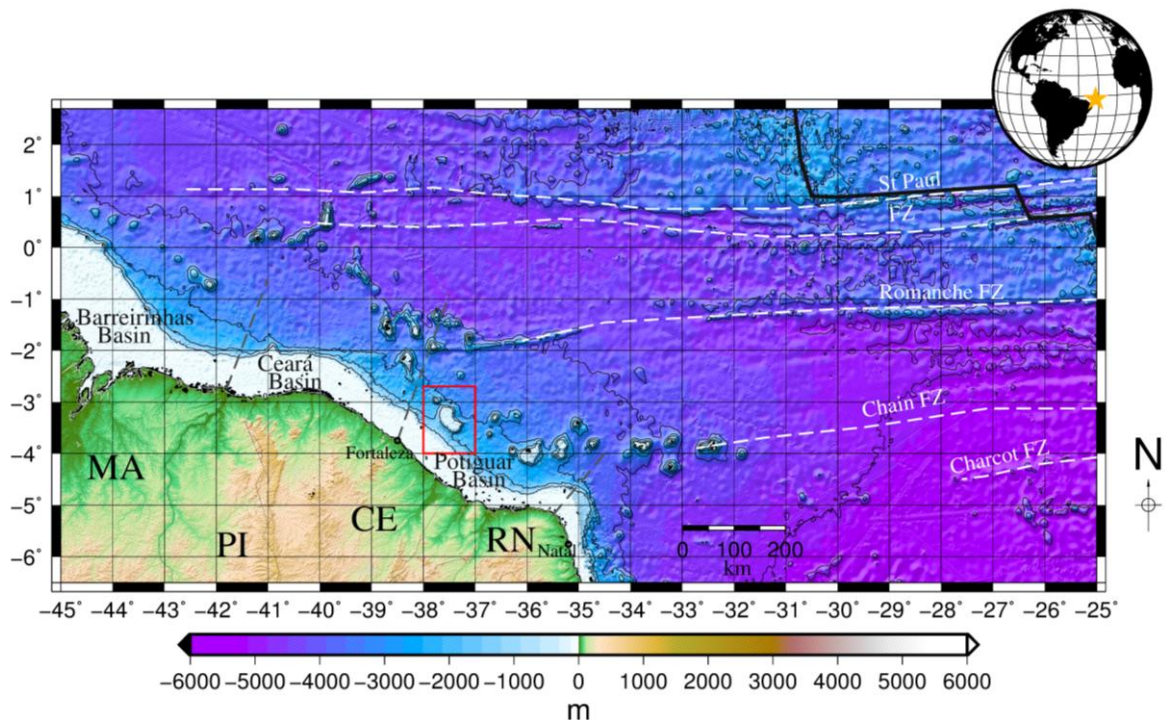 2°
1°
0°
−1°
−2°
−3°
−4°
−5°
−6°
St Paul
FZ
Romanche FZ
Chain FZ
Charcot FZ
Barreirinhas
Basin
Ceará
Basin
Fortaleza
Potiguar
Basin
MA
PI
CE
RN
Natal
N
0 100 200
km
−45° −44° −43° −42° −41° −40° −39° −38° −37° −36° −35° −34° −33° −32° −31° −30° −29° −28° −27° −26° −25°
−6000 −5000 −4000 −3000 −2000 −1000 0 1000 2000 3000 4000 5000 6000
m